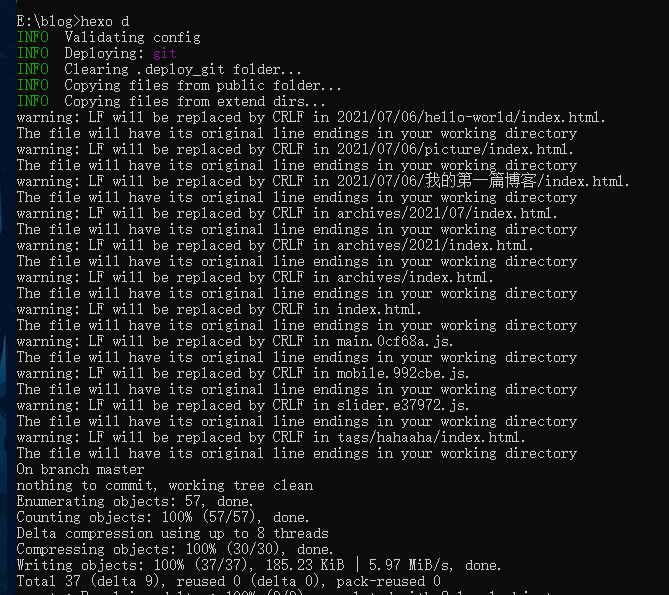 E:\blog>hexo d
INFO  Validating config
INFO  Deploying: git
INFO  Clearing .deploy_git folder...
INFO  Copying files from public folder...
INFO  Copying files from extend dirs...
warning: LF will be replaced by CRLF in 2021/07/06/hello-world/index.html.
The file will have its original line endings in your working directory
warning: LF will be replaced by CRLF in 2021/07/06/picture/index.html.
The file will have its original line endings in your working directory
warning: LF will be replaced by CRLF in 2021/07/06/我的第一篇博客/index.html.
The file will have its original line endings in your working directory
warning: LF will be replaced by CRLF in archives/2021/07/index.html.
The file will have its original line endings in your working directory
warning: LF will be replaced by CRLF in archives/2021/index.html.
The file will have its original line endings in your working directory
warning: LF will be replaced by CRLF in archives/index.html.
The file will have its original line endings in your working directory
warning: LF will be replaced by CRLF in index.html.
The file will have its original line endings in your working directory
warning: LF will be replaced by CRLF in main.0cf68a.js.
The file will have its original line endings in your working directory
warning: LF will be replaced by CRLF in mobile.992cbe.js.
The file will have its original line endings in your working directory
warning: LF will be replaced by CRLF in slider.e37972.js.
The file will have its original line endings in your working directory
warning: LF will be replaced by CRLF in tags/hahaaha/index.html.
The file will have its original line endings in your working directory
On branch master
nothing to commit, working tree clean
Enumerating objects: 57, done.
Counting objects: 100% (57/57), done.
Delta compression using up to 8 threads
Compressing objects: 100% (30/30), done.
Writing objects: 100% (37/37), 185.23 KiB | 5.97 MiB/s, done.
Total 37 (delta 9), reused 0 (delta 0), pack-reused 0